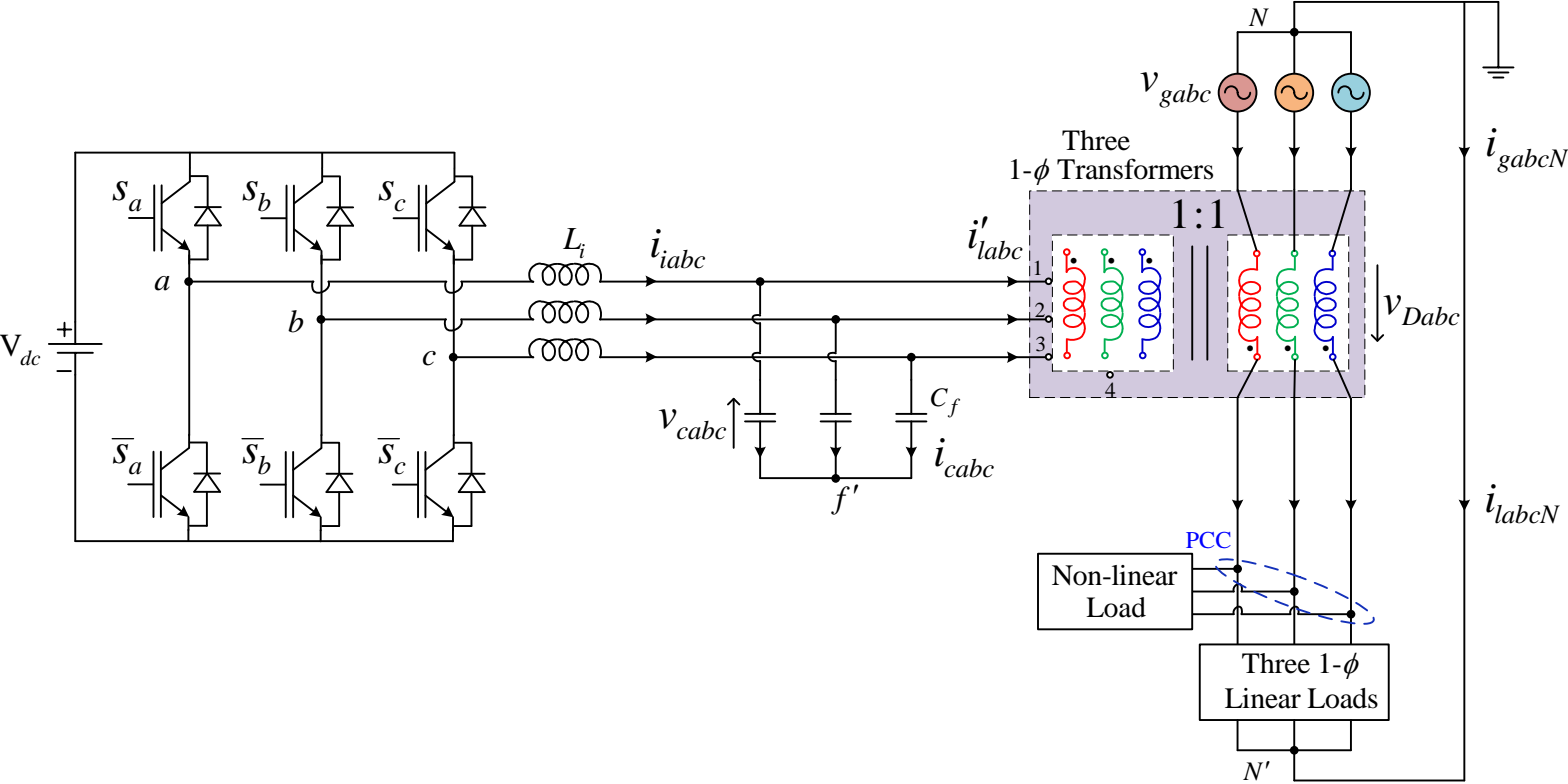 N
v_gabc
Three
1-ϕ Transformers
i_gabcN
s_a
s_b
s_c
1:1
L_i
i_iabc
i'_labc
a
1
b
2
v_Dabc
V_dc
+
−
c
3
4
C_f
v_cabc
i_cabc
s̅_a
s̅_b
s̅_c
f'
i_labcN
PCC
Non-linear
Load
Three 1-ϕ
Linear Loads
N'